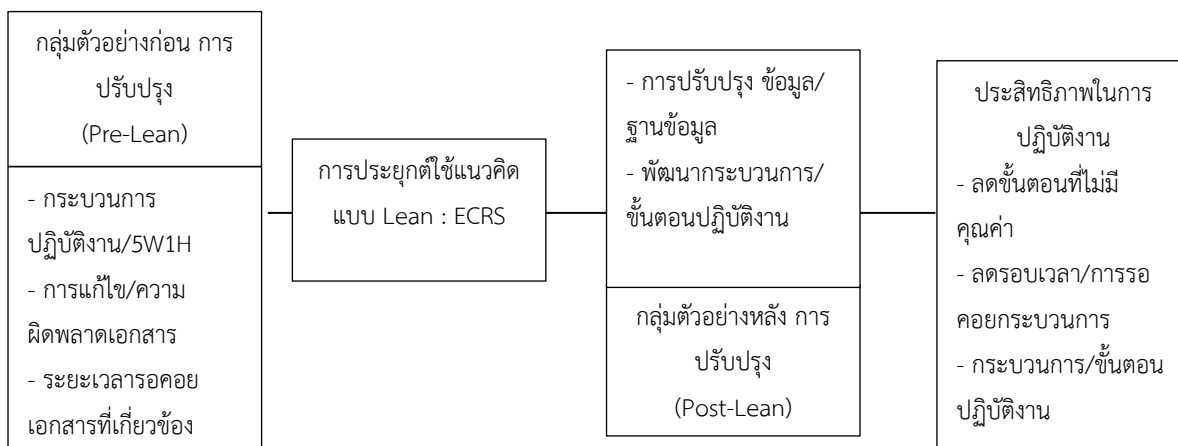 กลุ่มตัวอย่างก่อน การ
ปรับปรุง
(Pre-Lean)
- กระบวนการ
ปฏิบัติงาน/5W1H
- การแก้ไข/ความ
ผิดพลาดเอกสาร
- ระยะเวลารอคอย
เอกสารที่เกี่ยวข้อง
การประยุกต์ใช้แนวคิด
แบบ Lean : ECRS
- การปรับปรุง ข้อมูล/
ฐานข้อมูล
- พัฒนากระบวนการ/
ขั้นตอนปฏิบัติงาน
กลุ่มตัวอย่างหลัง การ
ปรับปรุง
(Post-Lean)
ประสิทธิภาพในการ
ปฏิบัติงาน
- ลดขั้นตอนที่ไม่มี
คุณค่า
- ลดรอบเวลา/การรอ
คอยกระบวนการ
- กระบวนการ/ขั้นตอน
ปฏิบัติงาน